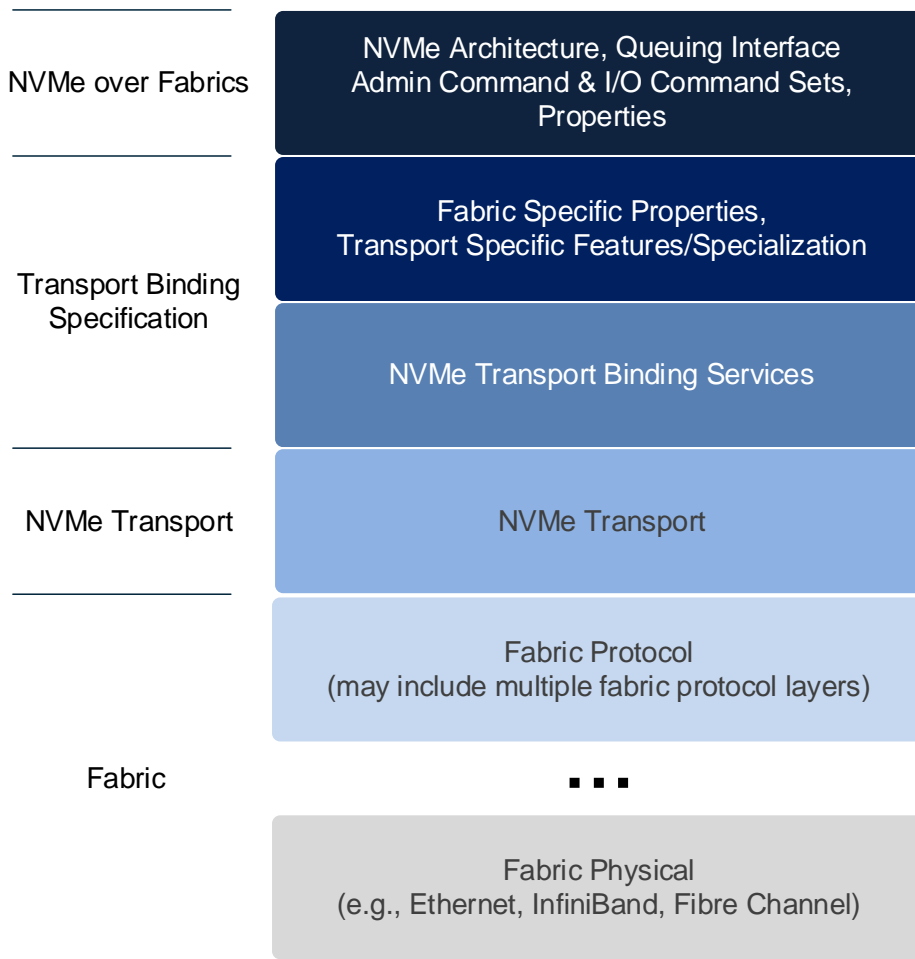 NVMe over Fabrics
NVMe Architecture, Queuing Interface
Admin Command & I/O Command Sets,
Properties
Transport Binding
Specification
Fabric Specific Properties,
Transport Specific Features/Specialization
NVMe Transport Binding Services
NVMe Transport
NVMe Transport
Fabric
Fabric Protocol
(may include multiple fabric protocol layers)
...
Fabric Physical
(e.g., Ethernet, InfiniBand, Fibre Channel)